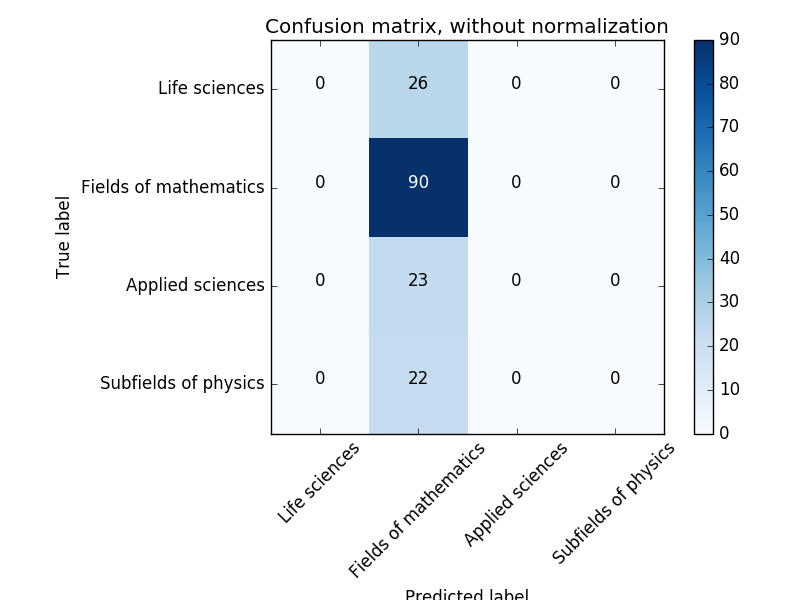 Confusion matrix, without normalization
True label
Life sciences 0 26 0 0
Fields of mathematics 0 90 0 0
Applied sciences 0 23 0 0
Subfields of physics 0 22 0 0
Life sciences
Fields of mathematics
Applied sciences
Subfields of physics
Predicted label
90
80
70
60
50
40
30
20
10
0